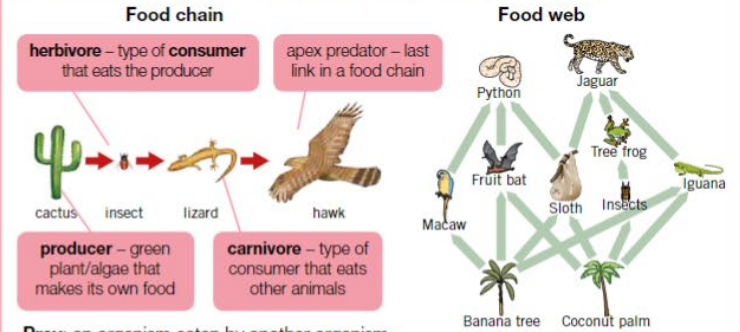 Food chain
herbivore – type of consumer
that eats the producer
apex predator – last
link in a food chain
cactus
insect
lizard
hawk
producer – green
plant/algae that
makes its own food
carnivore – type of
consumer that eats
other animals
Food web
Python
Jaguar
Tree frog
Fruit bat
Sloth
Insects
Iguana
Macaw
Banana tree
Coconut palm